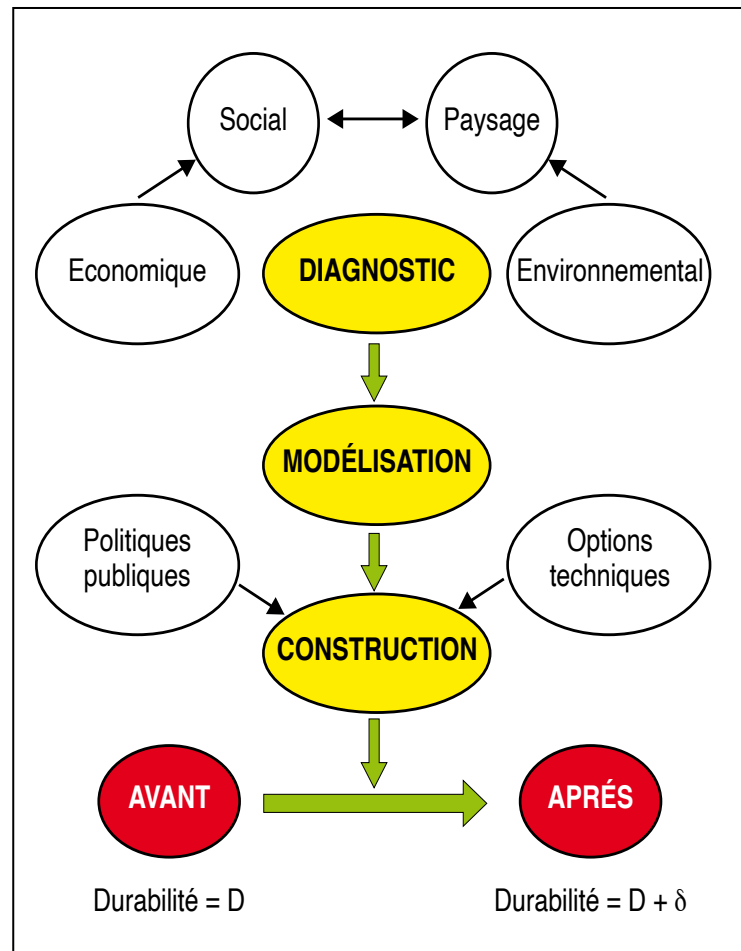 Social
Paysage
Economique
DIAGNOSTIC
Environnemental
MODÉLISATION
Politiques
publiques
Options
techniques
CONSTRUCTION
AVANT
APRÉS
Durabilité = D
Durabilité = D + δ